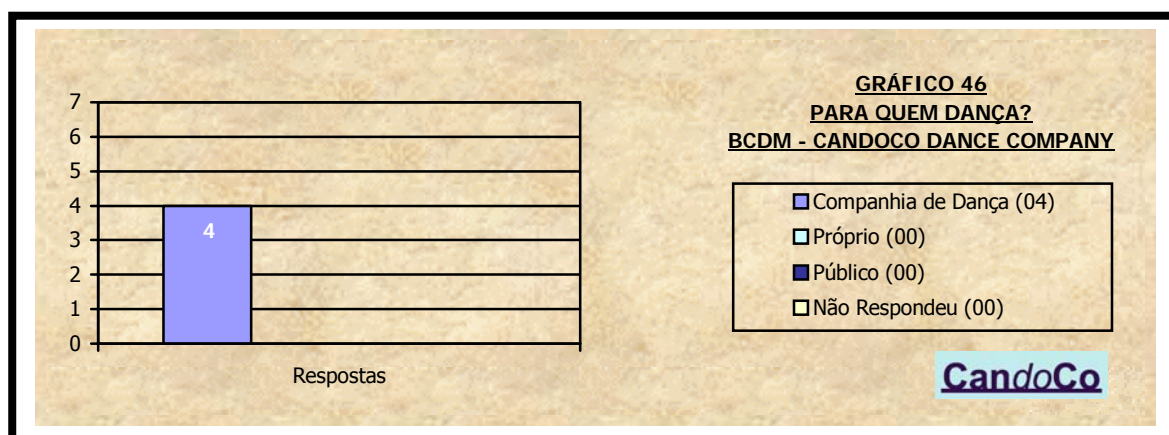 GRÁFICO 46
PARA QUEM DANÇA?
BCDM - CANDOCO DANCE COMPANY
7
6
5
4
3
2
1
0
4
Respostas
Companhia de Dança (04)
Próprio (00)
Público (00)
Não Respondeu (00)
CandoCo